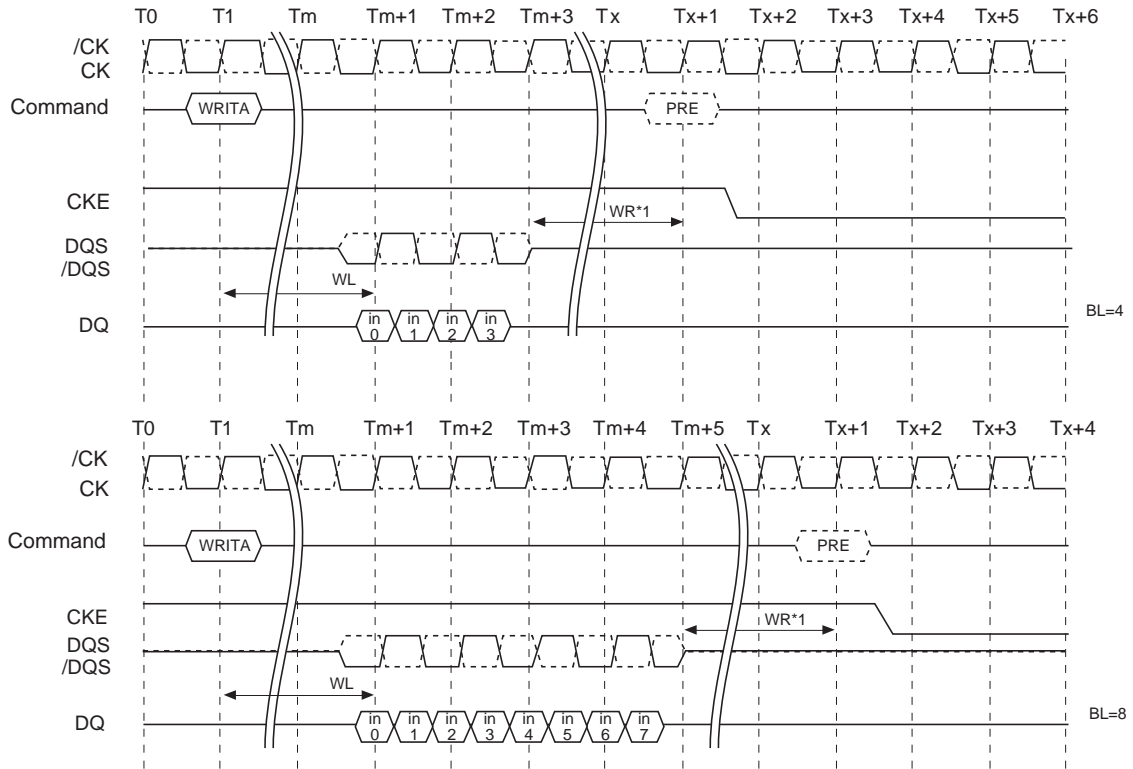 T0 T1 Tm Tm+1 Tm+2 Tm+3 Tx Tx+1 Tx+2 Tx+3 Tx+4 Tx+5 Tx+6
/CK
CK
Command WRITA PRE
CKE
WR*1
DQS
/DQS
WL
DQ in 0 in 1 in 2 in 3
BL=4
T0 T1 Tm Tm+1 Tm+2 Tm+3 Tm+4 Tm+5 Tx Tx+1 Tx+2 Tx+3 Tx+4
/CK
CK
Command WRITA PRE
CKE
WR*1
DQS
/DQS
WL
DQ in 0 in 1 in 2 in 3 in 4 in 5 in 6 in 7
BL=8